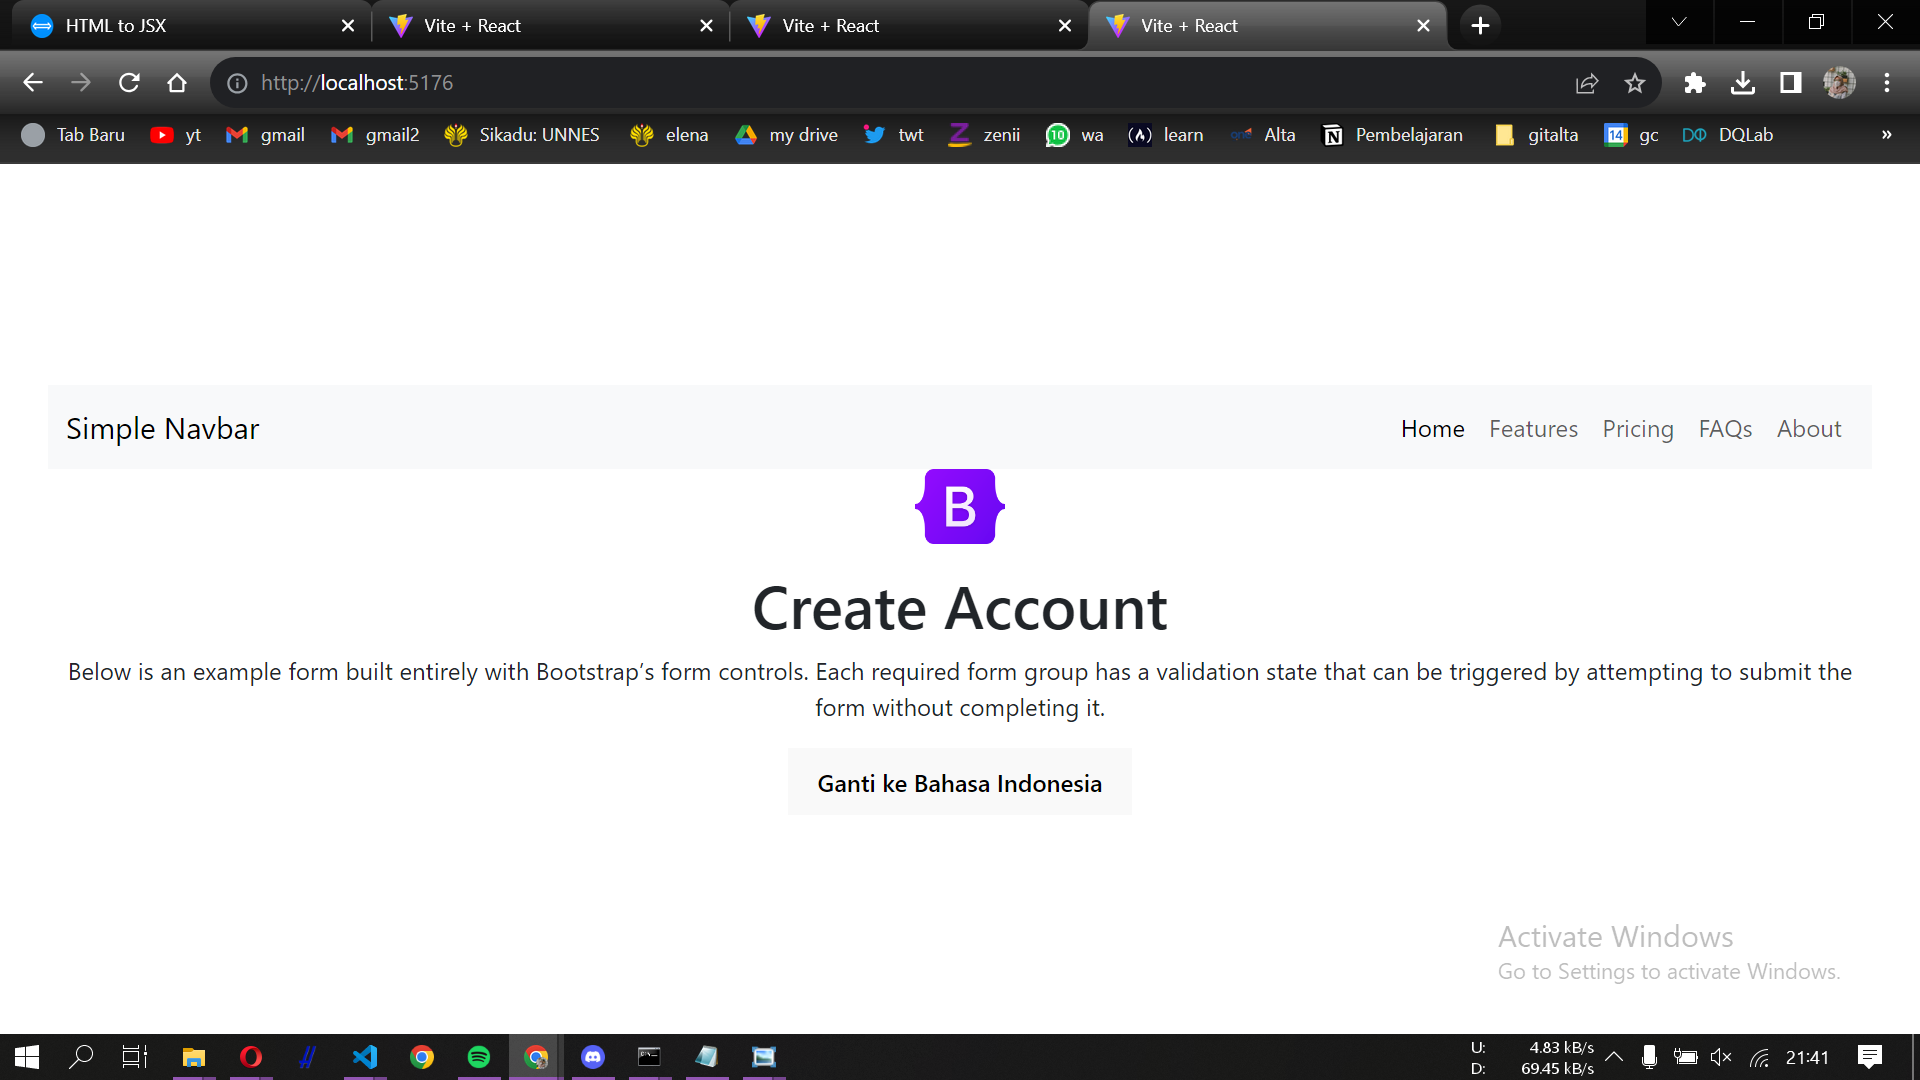 HTML to JSX
Vite + React
Vite + React
Vite + React
http://localhost:5176
Tab Baru yt gmail gmail2 Sikadu: UNNES elena my drive twt zenii 10 wa learn Alta Pembelajaran gitalta 14 gc DQLab »
Simple Navbar Home Features Pricing FAQs About
B
Create Account
Below is an example form built entirely with Bootstrap’s form controls. Each required form group has a validation state that can be triggered by attempting to submit the
form without completing it.
Ganti ke Bahasa Indonesia
Activate Windows
Go to Settings to activate Windows.
U: 4.83 kB/s
D: 69.45 kB/s
21:41